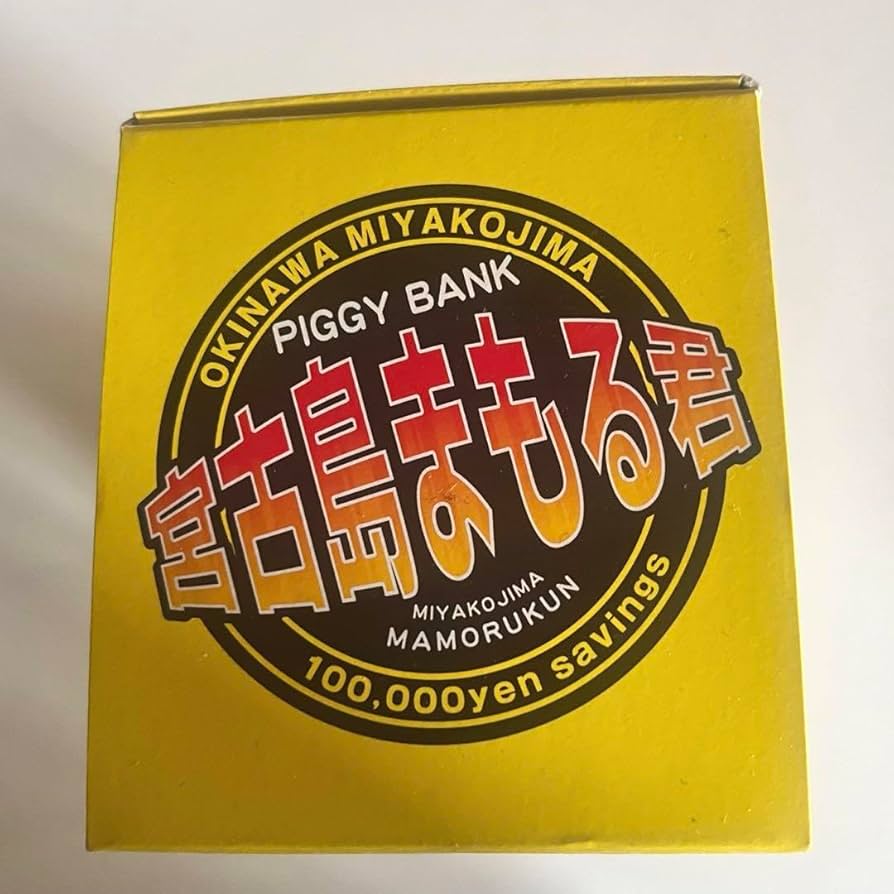 OKINAWA MIYAKOJIMA
PIGGY BANK
宮古島まもる君
MIYAKOJIMA
MAMORUKUN
100,000yen savings